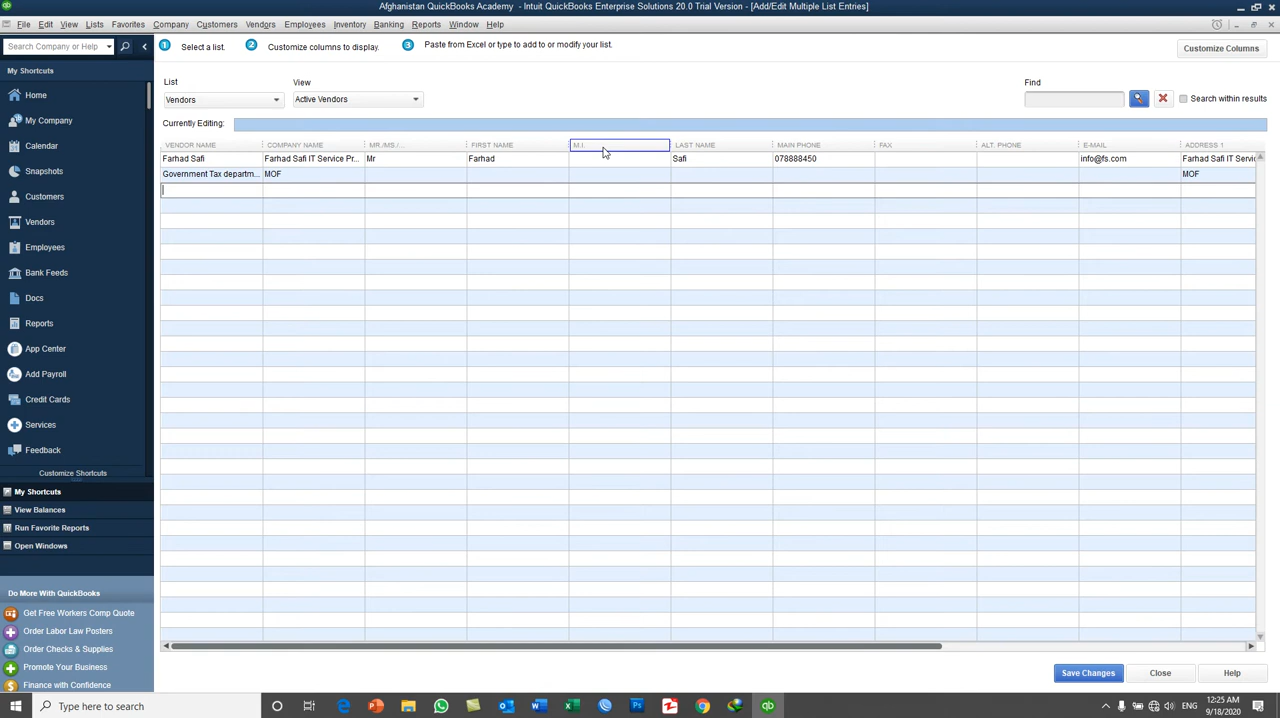 Afghanistan QuickBooks Academy - Intuit QuickBooks Enterprise Solutions 20.0 Trial Version - [Add/Edit Multiple List Entries]
File Edit View Lists Favorites Company Customers Vendors Employees Inventory Banking Reports Window Help
Search Company or Help
1 Select a list. 2 Customize columns to display. 3 Paste from Excel or type to add to or modify your list.
Customize Columns
My Shortcuts
Home
My Company
Calendar
Snapshots
Customers
Vendors
Employees
Bank Feeds
Docs
Reports
App Center
Add Payroll
Credit Cards
Services
Feedback
Customize Shortcuts
My Shortcuts
View Balances
Run Favorite Reports
Open Windows
Do More With QuickBooks
Get Free Workers Comp Quote
Order Labor Law Posters
Order Checks & Supplies
Promote Your Business
Finance with Confidence
List View Find
Vendors Active Vendors Search within results
Currently Editing:
VENDOR NAME COMPANY NAME MR./MS./... FIRST NAME M.I. LAST NAME MAIN PHONE FAX ALT. PHONE E-MAIL ADDRESS 1
Farhad Safi Farhad Safi IT Service Pr... Mr Farhad Safi 078888450 info@fs.com Farhad Safi IT Servic
Government Tax departm... MOF MOF
Save Changes Close Help
Type here to search
ENG
12:25 AM
9/18/2020